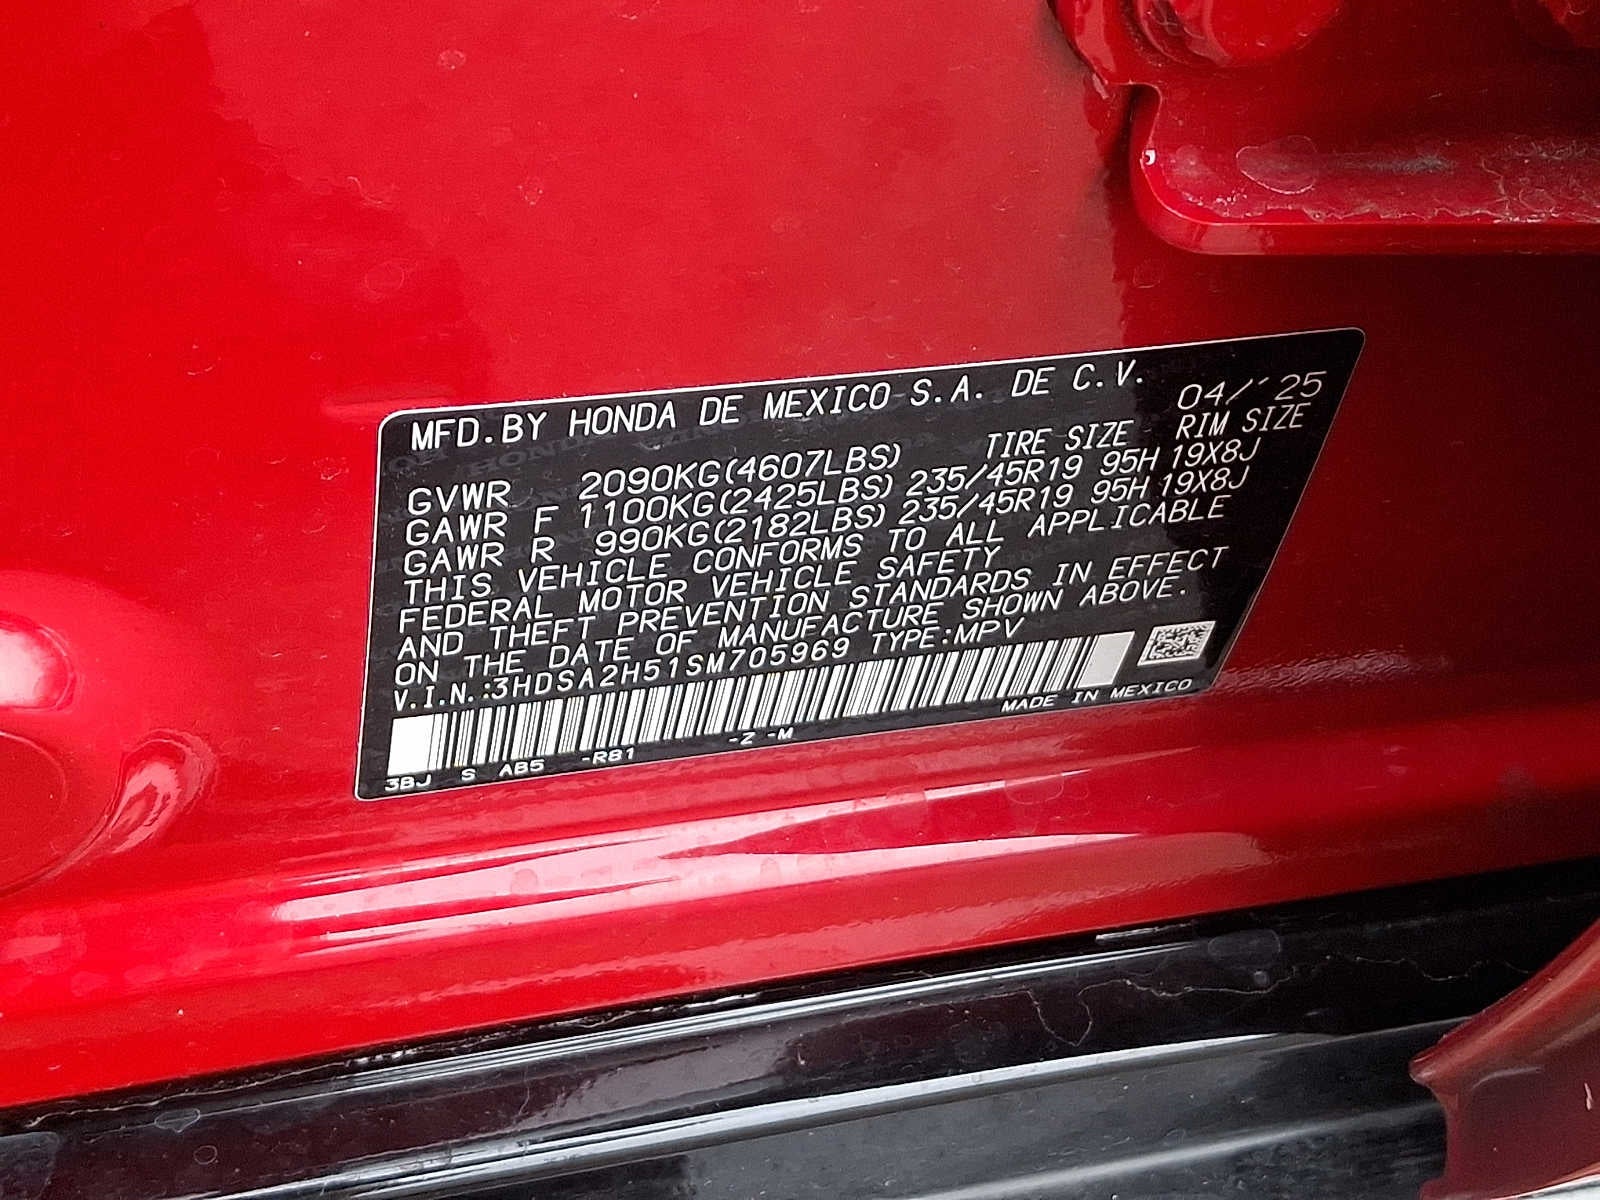 MFD.BY HONDA DE MEXICO S.A. DE C.V. 04/'25
TIRE SIZE RIM SIZE
GVWR 2090KG(4607LBS)
GAWR F 1100KG(2425LBS) 235/45R19 95H 19X8J
GAWR R 990KG(2182LBS) 235/45R19 95H 19X8J
THIS VEHICLE CONFORMS TO ALL APPLICABLE
FEDERAL MOTOR VEHICLE SAFETY
AND THEFT PREVENTION STANDARDS IN EFFECT
ON THE DATE OF MANUFACTURE SHOWN ABOVE.
V.I.N.:3HDSA2H51SM705969 TYPE:MPV
MADE IN MEXICO
3BJ S AB5 -R81 -Z -M